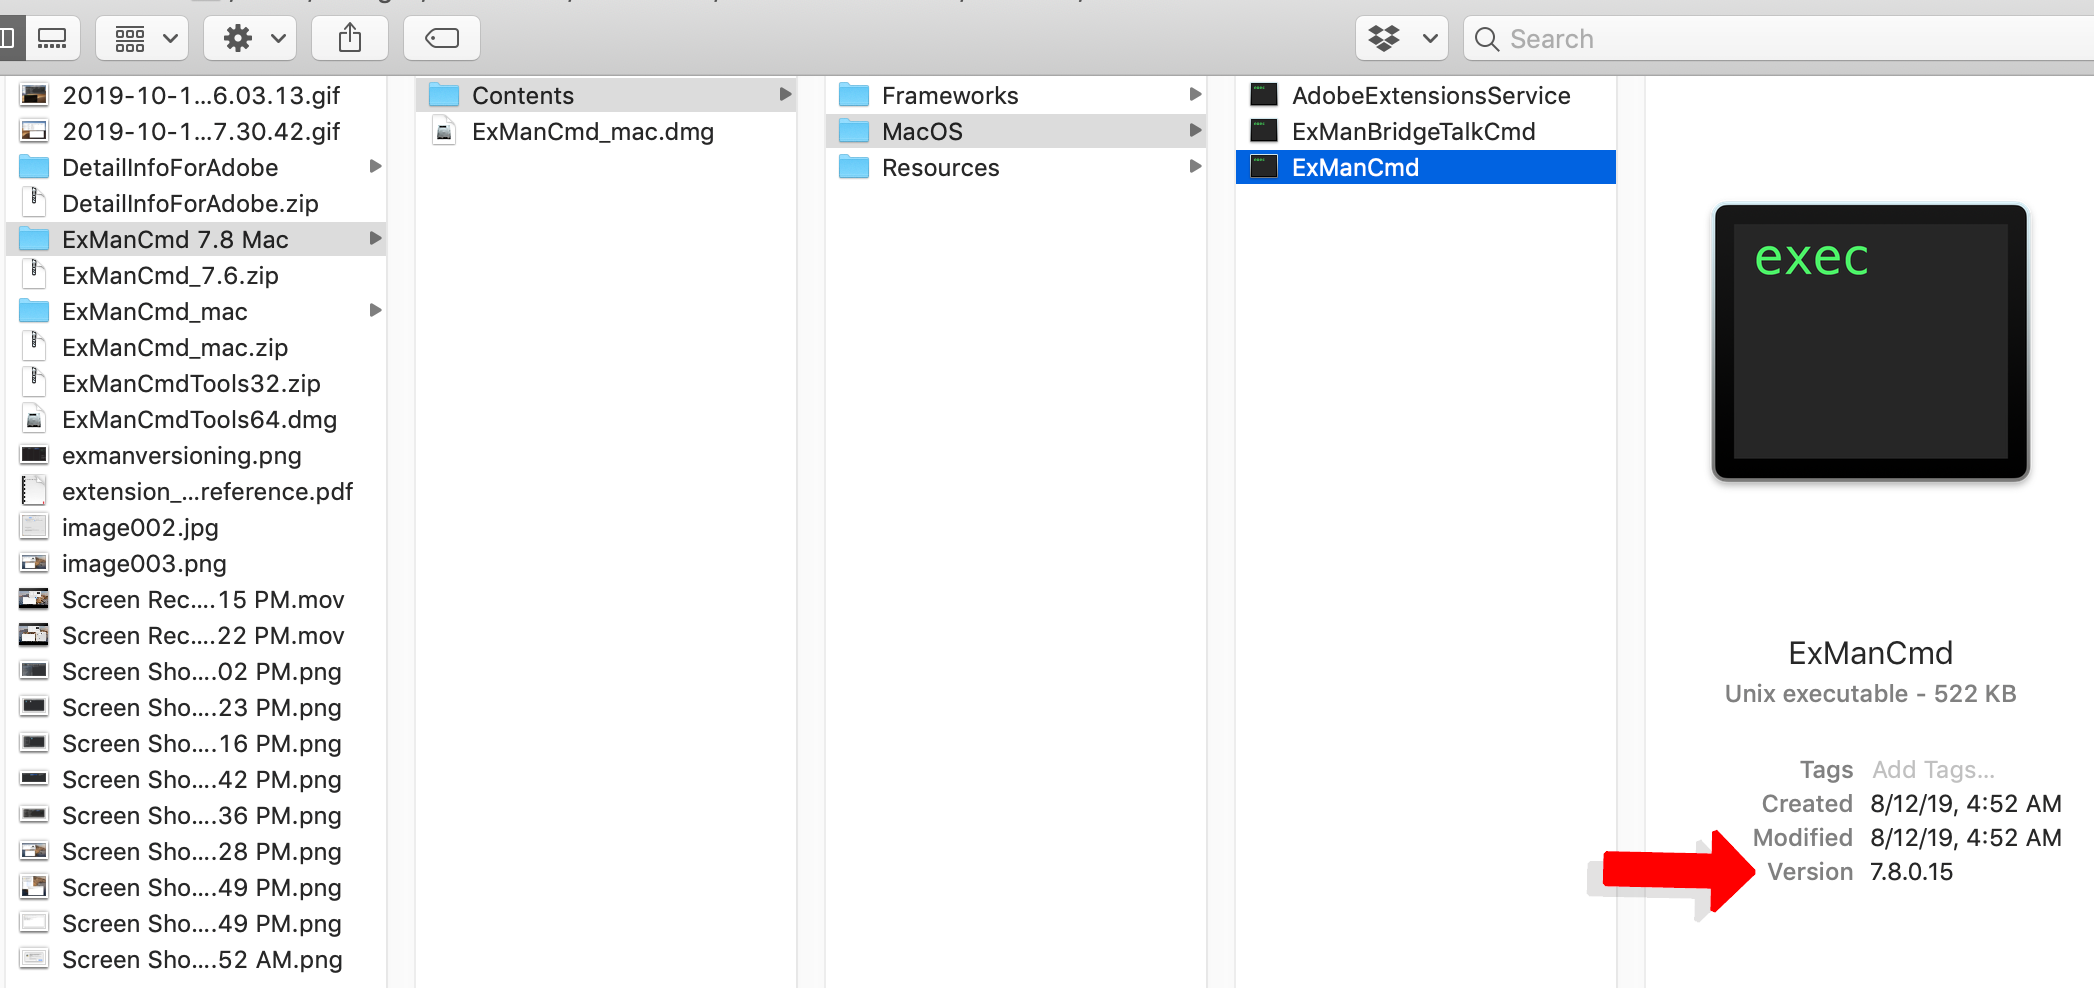 Search
2019-10-1...6.03.13.gif
2019-10-1...7.30.42.gif
DetailInfoForAdobe
DetailInfoForAdobe.zip
ExManCmd 7.8 Mac
ExManCmd_7.6.zip
ExManCmd_mac
ExManCmd_mac.zip
ExManCmdTools32.zip
ExManCmdTools64.dmg
exmanversioning.png
extension_...reference.pdf
image002.jpg
image003.png
Screen Rec....15 PM.mov
Screen Rec....22 PM.mov
Screen Sho....02 PM.png
Screen Sho....23 PM.png
Screen Sho....16 PM.png
Screen Sho....42 PM.png
Screen Sho....36 PM.png
Screen Sho....28 PM.png
Screen Sho....49 PM.png
Screen Sho....49 PM.png
Screen Sho....52 AM.png
Contents
ExManCmd_mac.dmg
Frameworks
MacOS
Resources
AdobeExtensionsService
ExManBridgeTalkCmd
ExManCmd
exec
ExManCmd
Unix executable - 522 KB
Tags Add Tags...
Created 8/12/19, 4:52 AM
Modified 8/12/19, 4:52 AM
Version 7.8.0.15